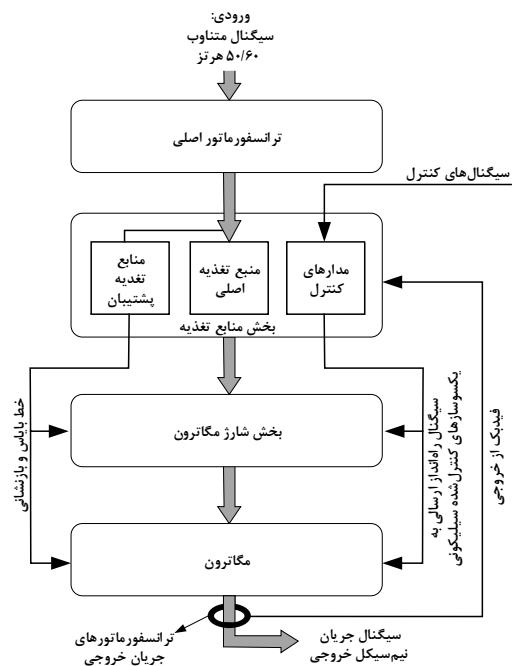 ورودی:
سیگنال متناوب
۵۰/۶۰ هرتز
ترانسفورماتور اصلی
سیگنال‌های کنترل
منابع
تغدیه
پشتیبان
منبع تغذیه
اصلی
مدارهای
کنترل
بخش منابع تغذیه
خط بایاس و بازنشانی
بخش شارژ مگاترون
سیگنال راه‌انداز ارسالی به
یکسوسازهای کنترل‌شده سیلیکونی
فیدبک از خروجی
مگاترون
ترانسفورماتورهای
جریان خروجی
سیگنال جریان
نیم‌سیکل خروجی